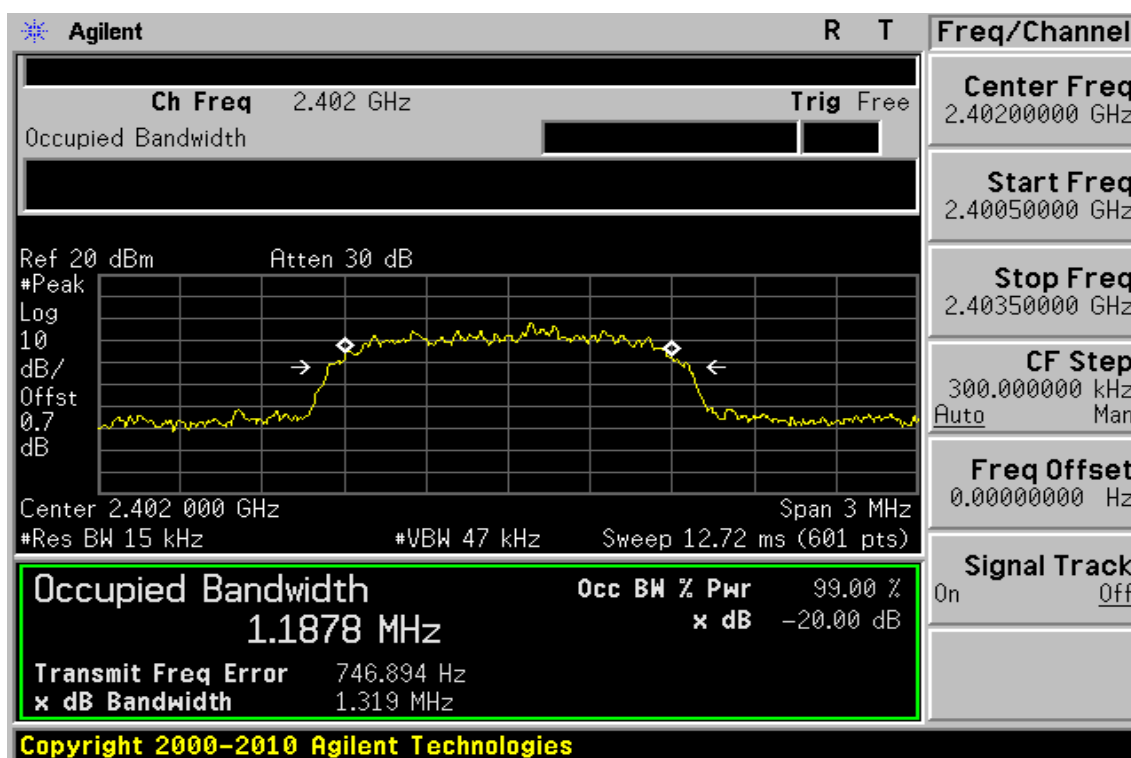 Agilent R T
Ch Freq 2.402 GHz Trig Free
Occupied Bandwidth
Ref 20 dBm Atten 30 dB
#Peak
Log
10
dB/
Offst
0.7
dB
Center 2.402 000 GHz Span 3 MHz
#Res BW 15 kHz #VBW 47 kHz Sweep 12.72 ms (601 pts)
Occupied Bandwidth Occ BW % Pwr 99.00 %
1.1878 MHz x dB -20.00 dB
Transmit Freq Error 746.894 Hz
x dB Bandwidth 1.319 MHz
Copyright 2000-2010 Agilent Technologies
Freq/Channel
Center Freq
2.40200000 GHz
Start Freq
2.40050000 GHz
Stop Freq
2.40350000 GHz
CF Step
300.000000 kHz
Auto Man
Freq Offset
0.00000000 Hz
Signal Track
On Off